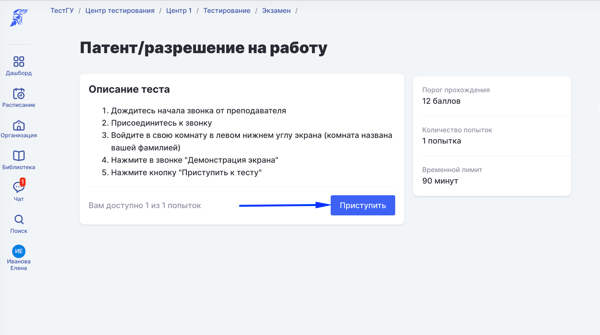 ТестГУ / Центр тестирования / Центр 1 / Тестирование / Экзамен /
Патент/разрешение на работу
Дашборд
Расписание
Организация
Библиотека
1
Чат
Поиск
ИЕ
Иванова
Елена
Описание теста
1. Дождитесь начала звонка от преподавателя
2. Присоединитесь к звонку
3. Войдите в свою комнату в левом нижнем углу экрана (комната названа
вашей фамилией)
4. Нажмите в звонке "Демонстрация экрана"
5. Нажмите кнопку "Приступить к тесту"
Вам доступно 1 из 1 попыток
Приступить
Порог прохождения
12 баллов
Количество попыток
1 попытка
Временной лимит
90 минут